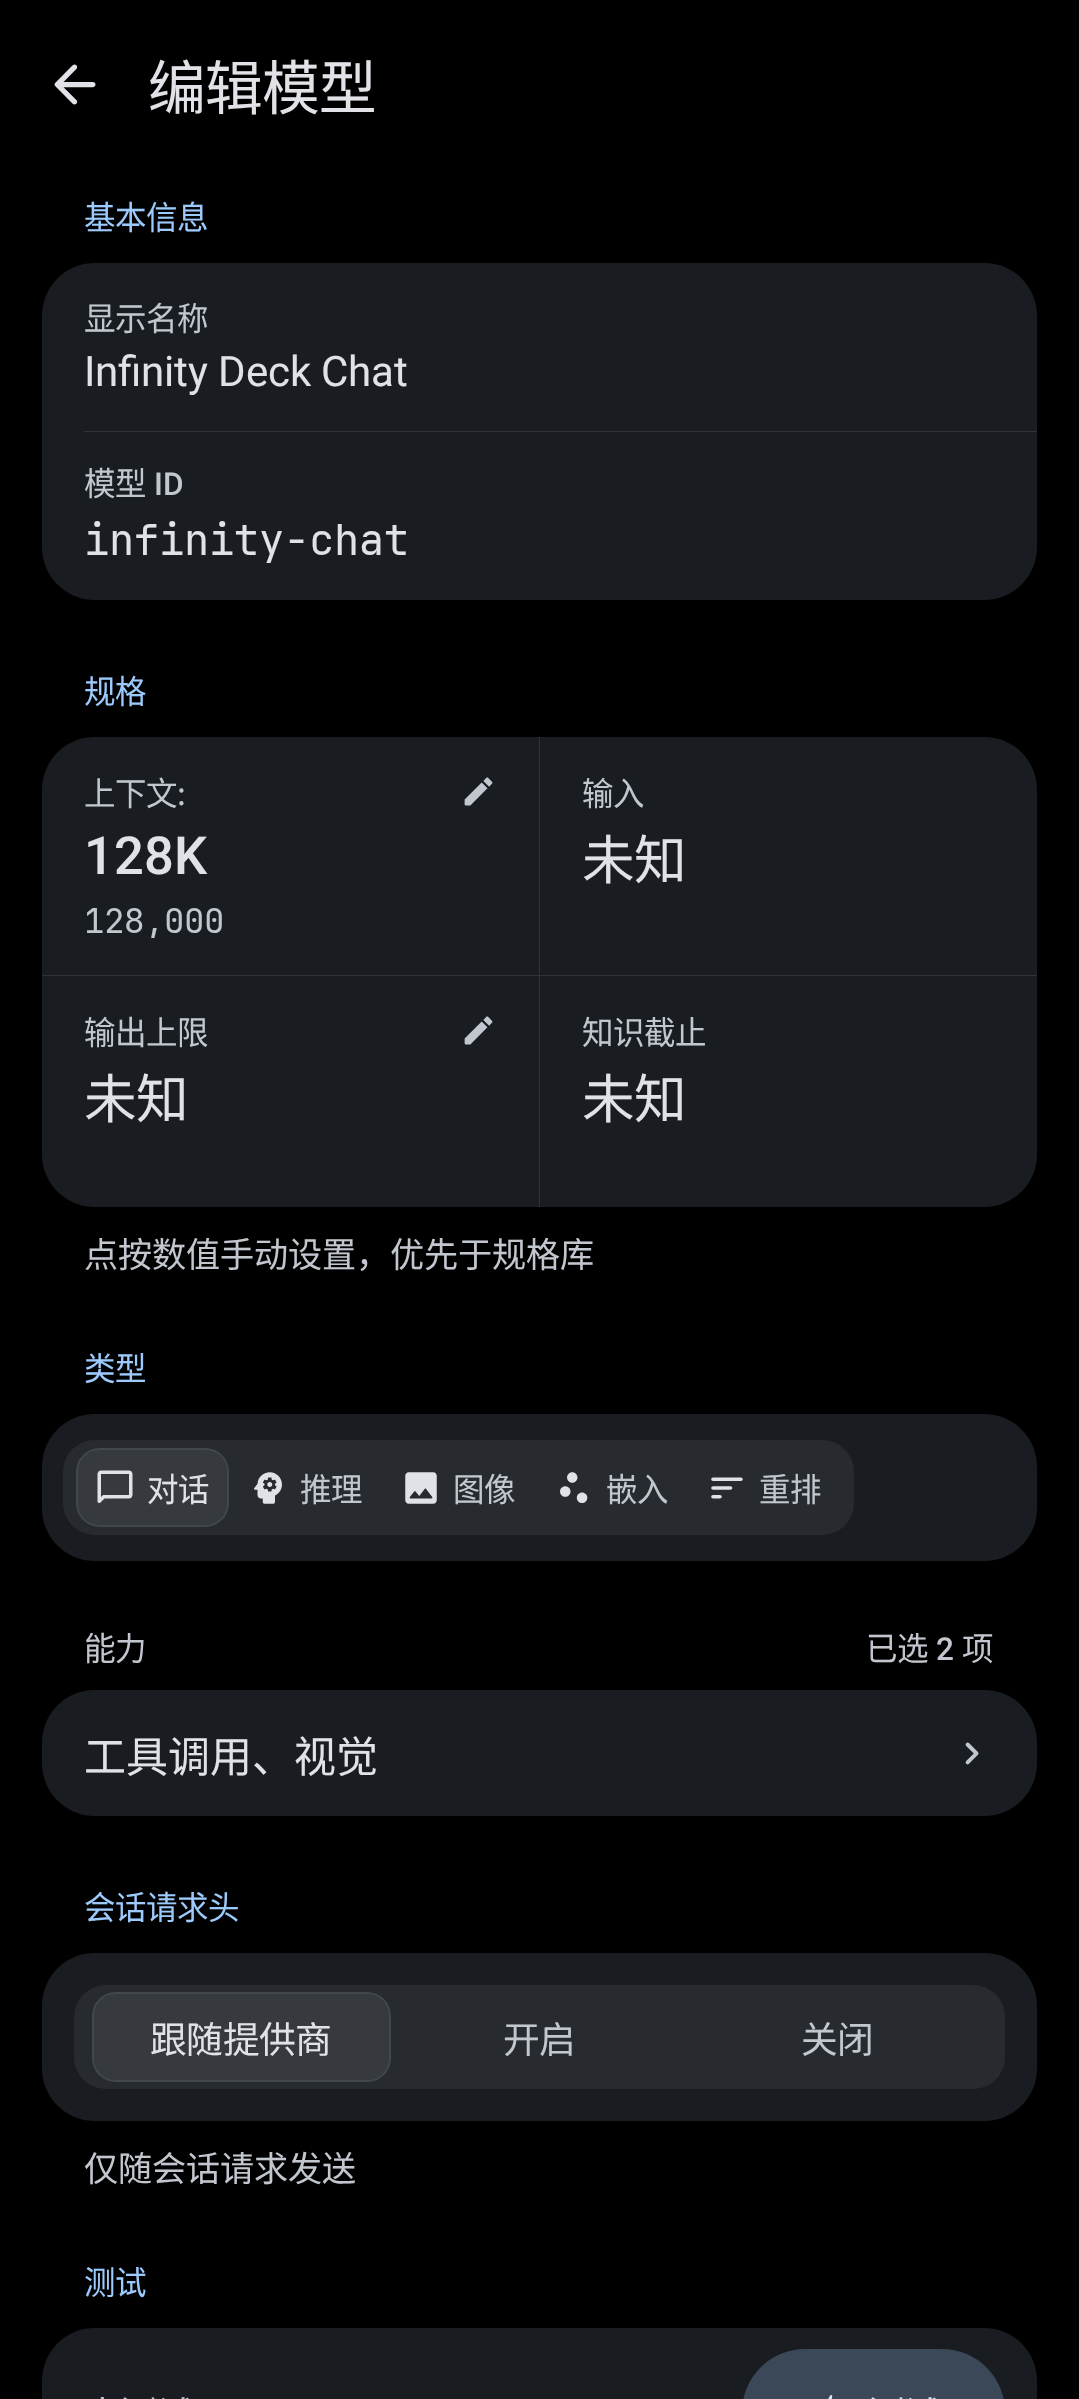 编辑模型
基本信息
显示名称
Infinity Deck Chat
模型 ID
infinity-chat
规格
上下文:
128K
128,000
输入
未知
输出上限
未知
知识截止
未知
点按数值手动设置，优先于规格库
类型
对话 推理 图像 嵌入 重排
能力 已选 2 项
工具调用、视觉
会话请求头
跟随提供商 开启 关闭
仅随会话请求发送
测试